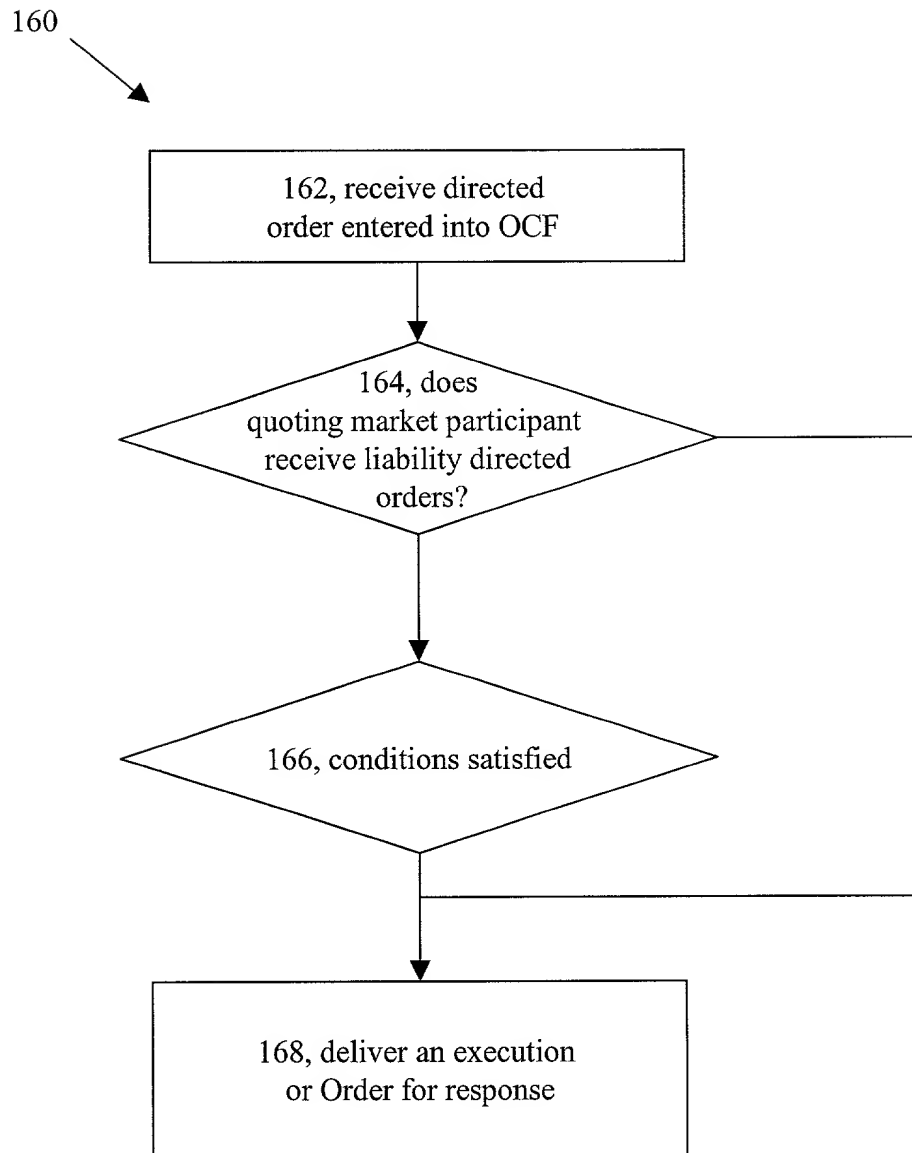 160
162, receive directed
order entered into OCF
164, does
quoting market participant
receive liability directed
orders?
166, conditions satisfied
168, deliver an execution
or Order for response